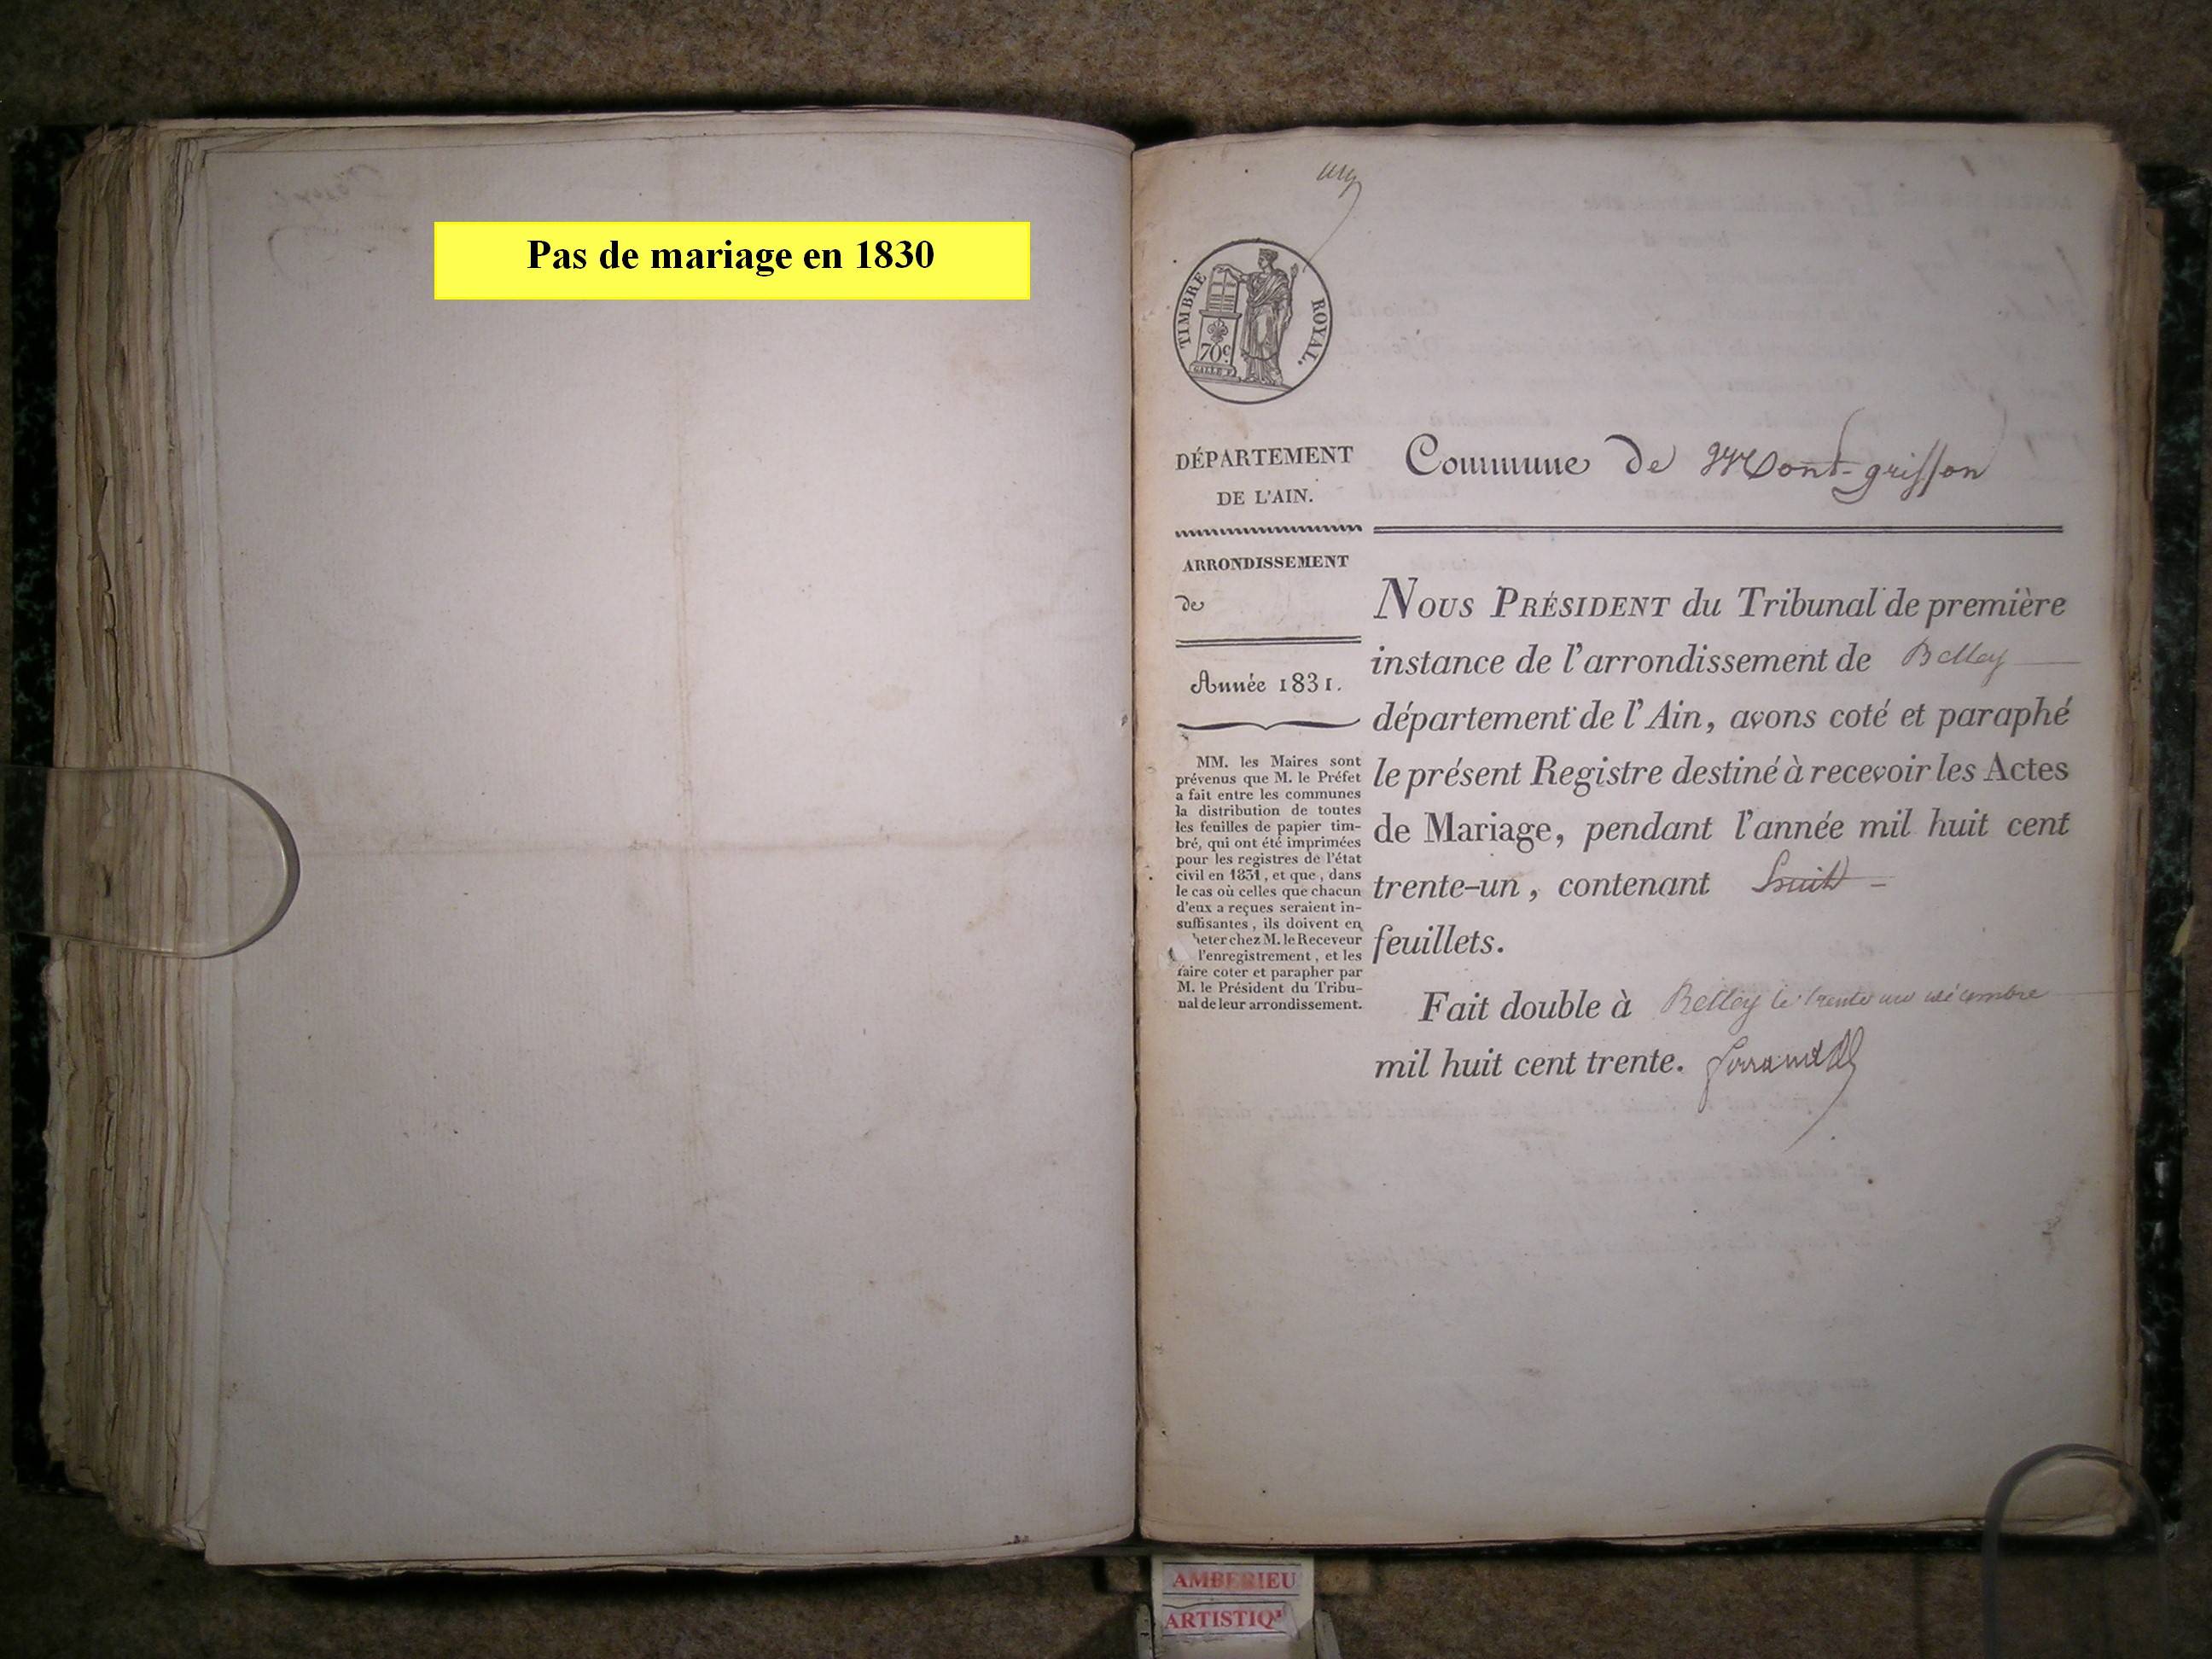 Pas de mariage en 1830
un
TIMBRE ROYAL.
70c.
GALLE F.
DÉPARTEMENT
DE L'AIN.
ARRONDISSEMENT
de
Année 1831.
MM. les Maires sont
prévenus que M. le Préfet
a fait entre les communes
la distribution de toutes
les feuilles de papier tim-
bré, qui ont été imprimées
pour les registres de l'état
civil en 1831, et que, dans
le cas où celles que chacun
d'eux a reçues seraient in-
suffisantes, ils doivent en
heter chez M. le Receveur
l'enregistrement, et les
faire coter et parapher par
M. le Président du Tribu-
nal de leur arrondissement.
Commune de Mont-griffon
NOUS PRÉSIDENT du Tribunal de première
instance de l'arrondissement de Belley
département de l'Ain, avons coté et paraphé
le présent Registre destiné à recevoir les Actes
de Mariage, pendant l'année mil huit cent
trente-un, contenant huit
feuillets.
Fait double à Belley le trente un décembre
mil huit cent trente.
AMBERIEU
ARTISTIQ